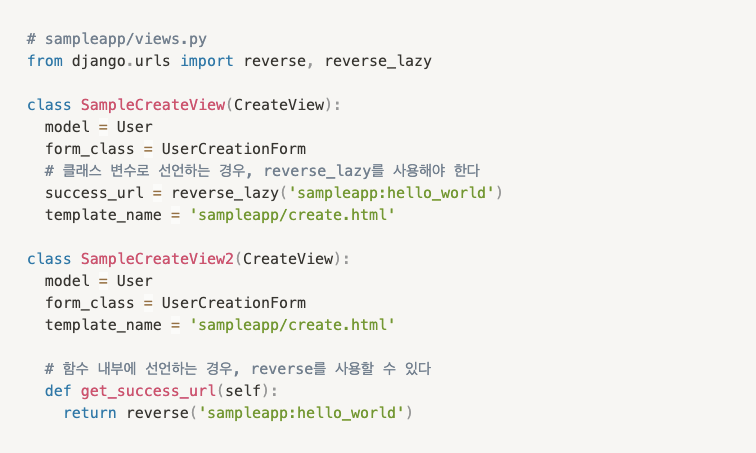 # sampleapp/views.py
from django.urls import reverse, reverse_lazy

class SampleCreateView(CreateView):
  model = User
  form_class = UserCreationForm
  # 클래스 변수로 선언하는 경우, reverse_lazy를 사용해야 한다
  success_url = reverse_lazy('sampleapp:hello_world')
  template_name = 'sampleapp/create.html'

class SampleCreateView2(CreateView):
  model = User
  form_class = UserCreationForm
  template_name = 'sampleapp/create.html'

  # 함수 내부에 선언하는 경우, reverse를 사용할 수 있다
  def get_success_url(self):
    return reverse('sampleapp:hello_world')